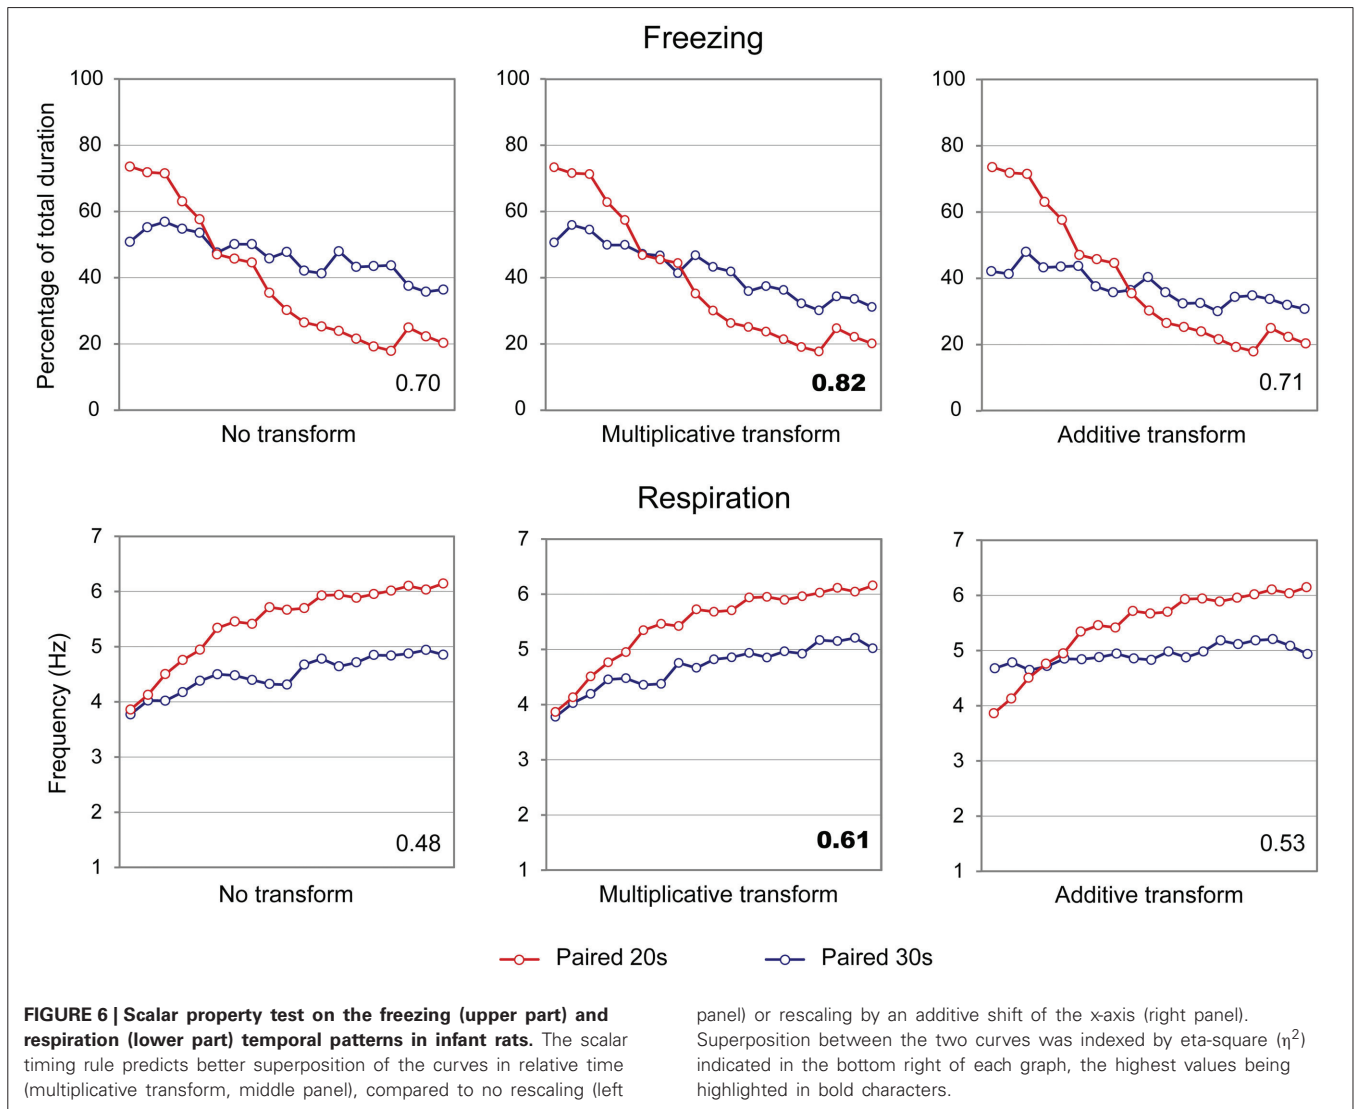 Freezing
Percentage of total duration
100
80
60
40
20
0
0.70
No transform
100
80
60
40
20
0
0.82
Multiplicative transform
100
80
60
40
20
0
0.71
Additive transform
Respiration
Frequency (Hz)
7
6
5
4
3
2
1
0.48
No transform
7
6
5
4
3
2
1
0.61
Multiplicative transform
7
6
5
4
3
2
1
0.53
Additive transform
Paired 20s
Paired 30s
FIGURE 6 | Scalar property test on the freezing (upper part) and
respiration (lower part) temporal patterns in infant rats. The scalar
timing rule predicts better superposition of the curves in relative time
(multiplicative transform, middle panel), compared to no rescaling (left
panel) or rescaling by an additive shift of the x-axis (right panel).
Superposition between the two curves was indexed by eta-square (η²)
indicated in the bottom right of each graph, the highest values being
highlighted in bold characters.